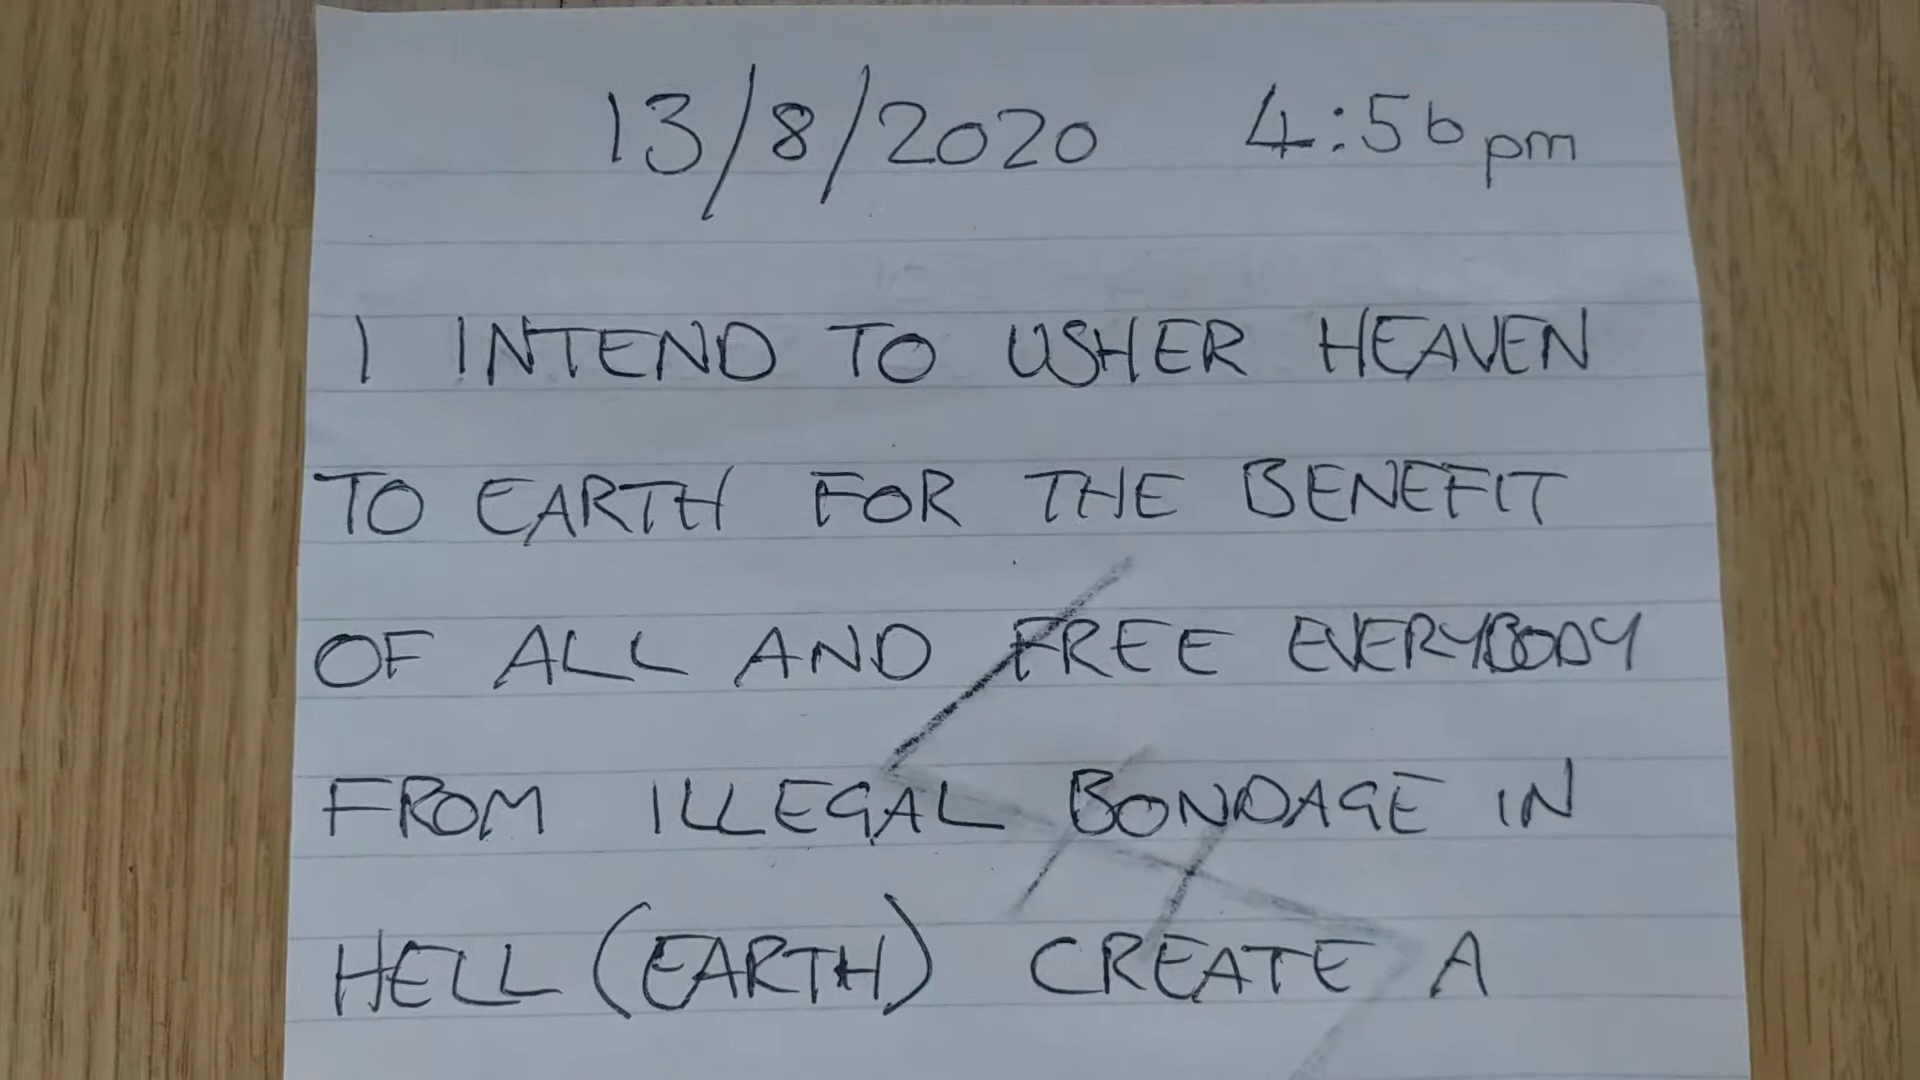 13/8/2020 4:56 pm
I INTEND TO USHER HEAVEN
TO EARTH FOR THE BENEFIT
OF ALL AND FREE EVERYBODY
FROM ILLEGAL BONDAGE IN
HELL (EARTH) CREATE A